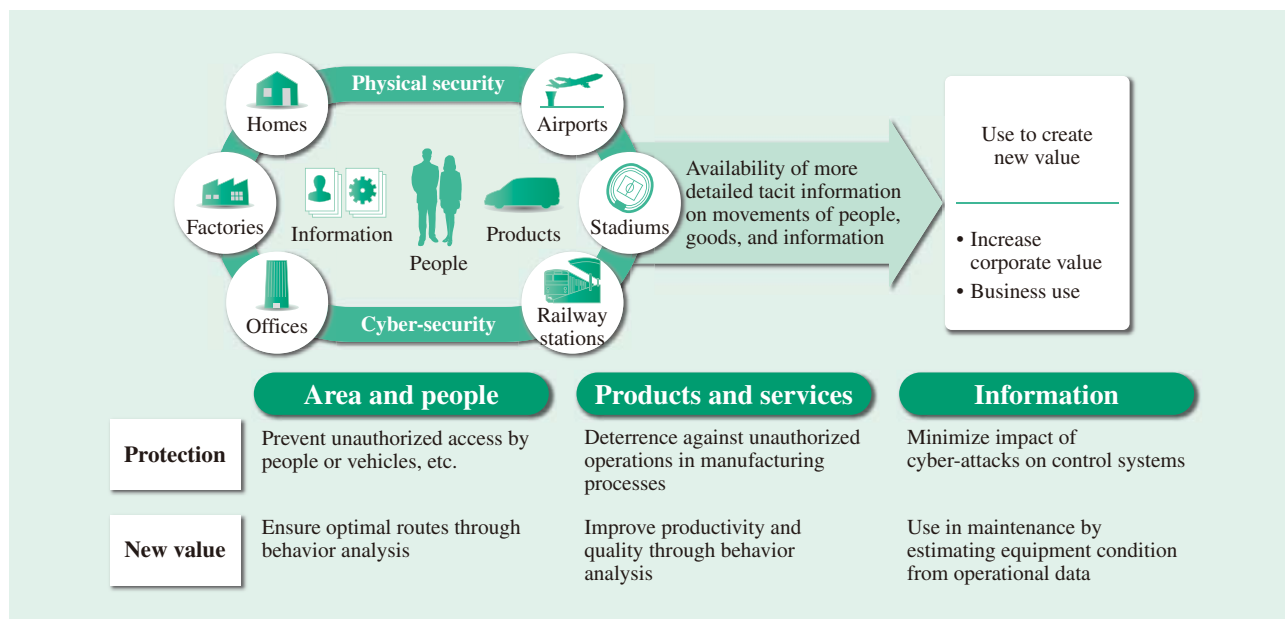 Physical security
Homes
Airports
Factories
Information
People
Products
Stadiums
Offices
Cyber-security
Railway
stations
Availability of more
detailed tacit information
on movements of people,
goods, and information
Use to create
new value
• Increase
corporate value
• Business use
Area and people
Products and services
Information
Protection
Prevent unauthorized access by
people or vehicles, etc.
Deterrence against unauthorized
operations in manufacturing
processes
Minimize impact of
cyber-attacks on control systems
New value
Ensure optimal routes through
behavior analysis
Improve productivity and
quality through behavior
analysis
Use in maintenance by
estimating equipment condition
from operational data